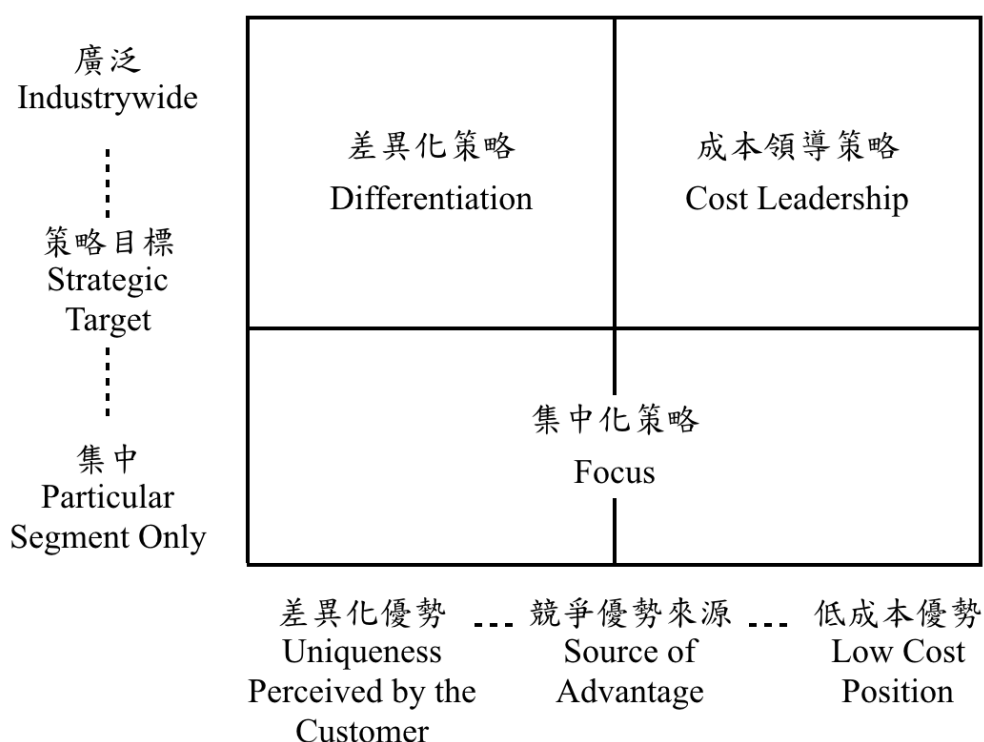 廣泛
Industrywide
策略目標
Strategic
Target
集中
Particular
Segment Only
差異化策略
Differentiation
成本領導策略
Cost Leadership
集中化策略
Focus
差異化優勢
Uniqueness
Perceived by the
Customer
競爭優勢來源
Source of
Advantage
低成本優勢
Low Cost
Position